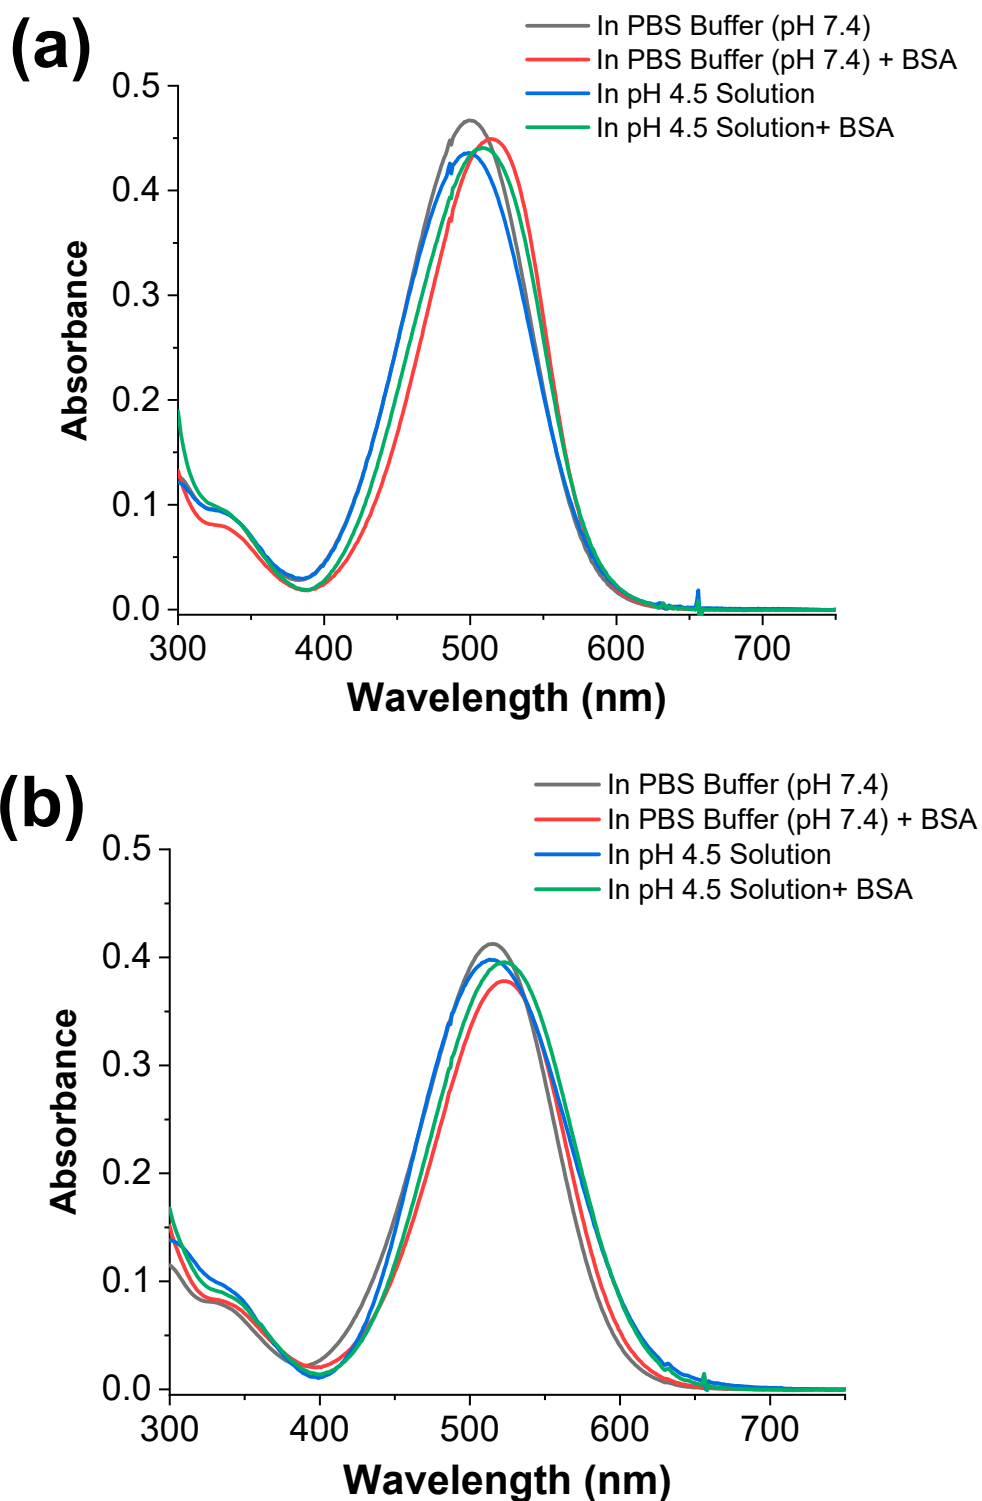 (a)
In PBS Buffer (pH 7.4)
In PBS Buffer (pH 7.4) + BSA
In pH 4.5 Solution
In pH 4.5 Solution+ BSA
0.5
0.4
0.3
0.2
0.1
0.0
Absorbance
300 400 500 600 700
Wavelength (nm)
(b)
In PBS Buffer (pH 7.4)
In PBS Buffer (pH 7.4) + BSA
In pH 4.5 Solution
In pH 4.5 Solution+ BSA
0.5
0.4
0.3
0.2
0.1
0.0
Absorbance
300 400 500 600 700
Wavelength (nm)